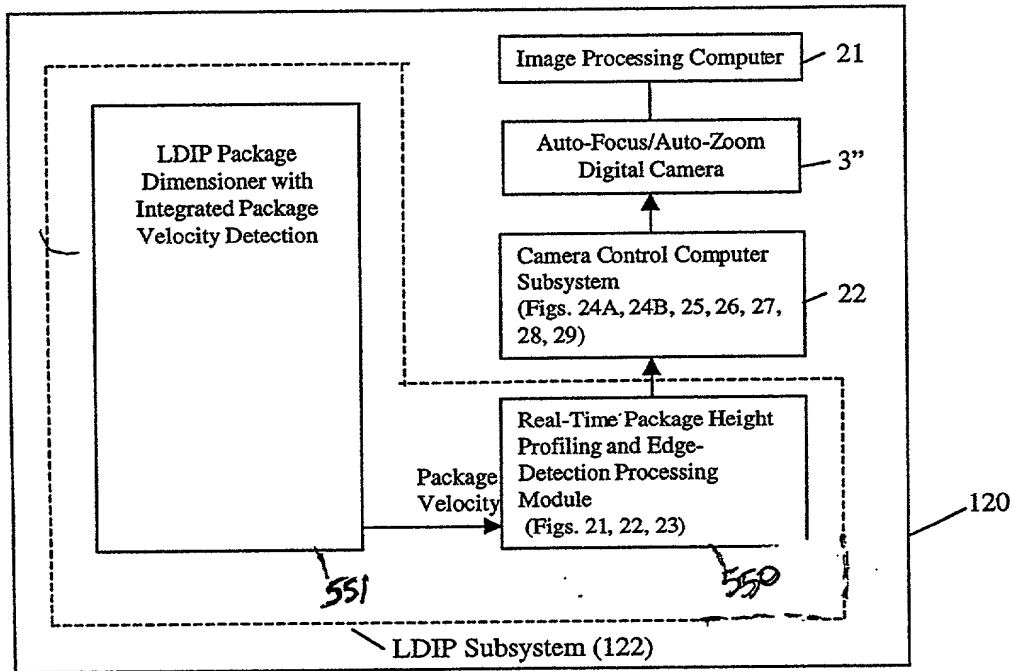 Image Processing Computer
21
Auto-Focus/Auto-Zoom
Digital Camera
3”
LDIP Package
Dimensioner with
Integrated Package
Velocity Detection
Camera Control Computer
Subsystem
(Figs. 24A, 24B, 25, 26, 27,
28, 29)
22
Real-Time Package Height
Profiling and Edge-
Detection Processing
Module
(Figs. 21, 22, 23)
Package
Velocity
120
551
550
LDIP Subsystem (122)